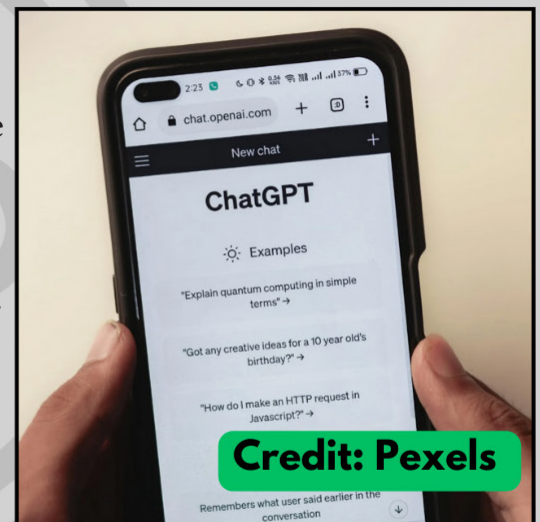 2:23 37%
chat.openai.com
:D
New chat
ChatGPT
Examples
"Explain quantum computing in simple
terms" →
"Got any creative ideas for a 10 year old's
birthday?" →
"How do I make an HTTP request in
Javascript?" →
Credit: Pexels
Remembers what user said earlier in the
conversation